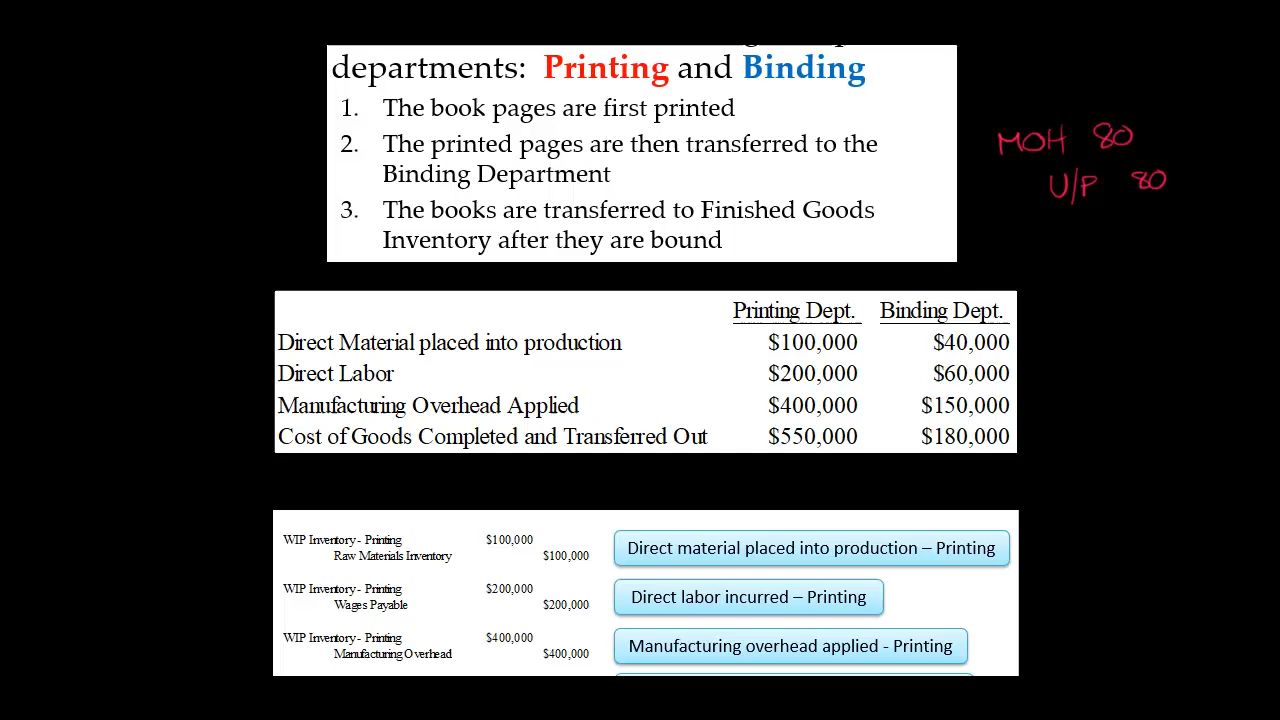 departments: Printing and Binding
1. The book pages are first printed
2. The printed pages are then transferred to the
Binding Department
3. The books are transferred to Finished Goods
Inventory after they are bound
MOH 80
U/P 80
Printing Dept. Binding Dept.
Direct Material placed into production $100,000 $40,000
Direct Labor $200,000 $60,000
Manufacturing Overhead Applied $400,000 $150,000
Cost of Goods Completed and Transferred Out $550,000 $180,000
WIP Inventory - Printing $100,000
Raw Materials Inventory $100,000
Direct material placed into production – Printing
WIP Inventory - Printing $200,000
Wages Payable $200,000
Direct labor incurred – Printing
WIP Inventory - Printing $400,000
Manufacturing Overhead $400,000
Manufacturing overhead applied - Printing